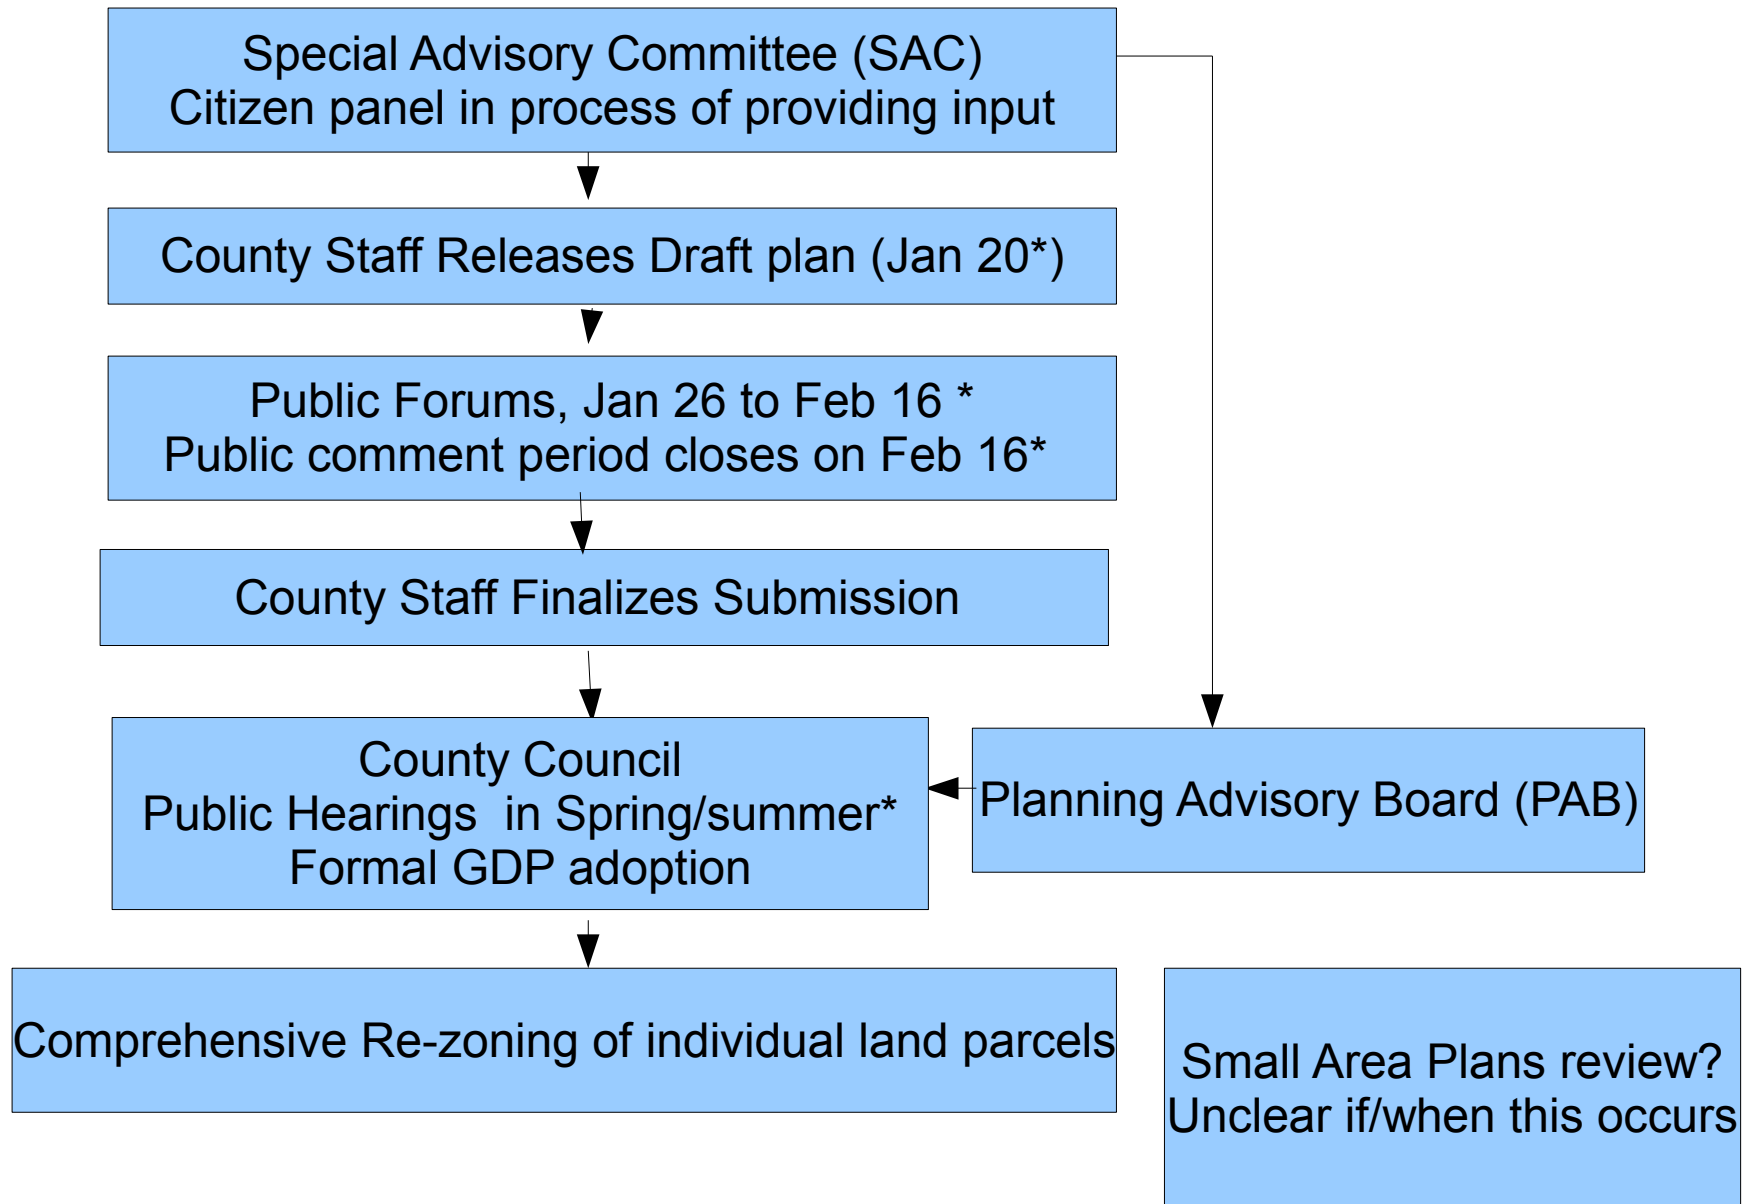 Special Advisory Committee (SAC)
Citizen panel in process of providing input
County Staff Releases Draft plan (Jan 20*)
Public Forums, Jan 26 to Feb 16 *
Public comment period closes on Feb 16*
County Staff Finalizes Submission
County Council
Public Hearings  in Spring/summer*
Formal GDP adoption
Planning Advisory Board (PAB)
Comprehensive Re-zoning of individual land parcels
Small Area Plans review?
Unclear if/when this occurs